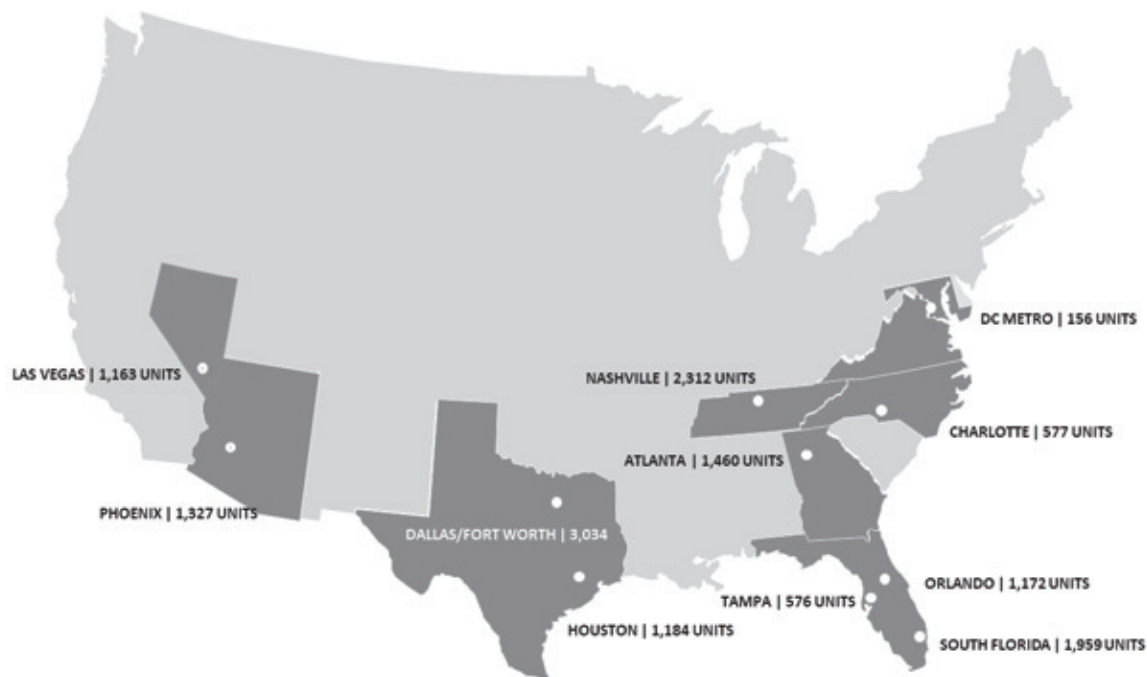 DC METRO | 156 UNITS
LAS VEGAS | 1,163 UNITS
NASHVILLE | 2,312 UNITS
CHARLOTTE | 577 UNITS
ATLANTA | 1,460 UNITS
PHOENIX | 1,327 UNITS
DALLAS/FORT WORTH | 3,034
ORLANDO | 1,172 UNITS
TAMPA | 576 UNITS
HOUSTON | 1,184 UNITS
SOUTH FLORIDA | 1,959 UNITS